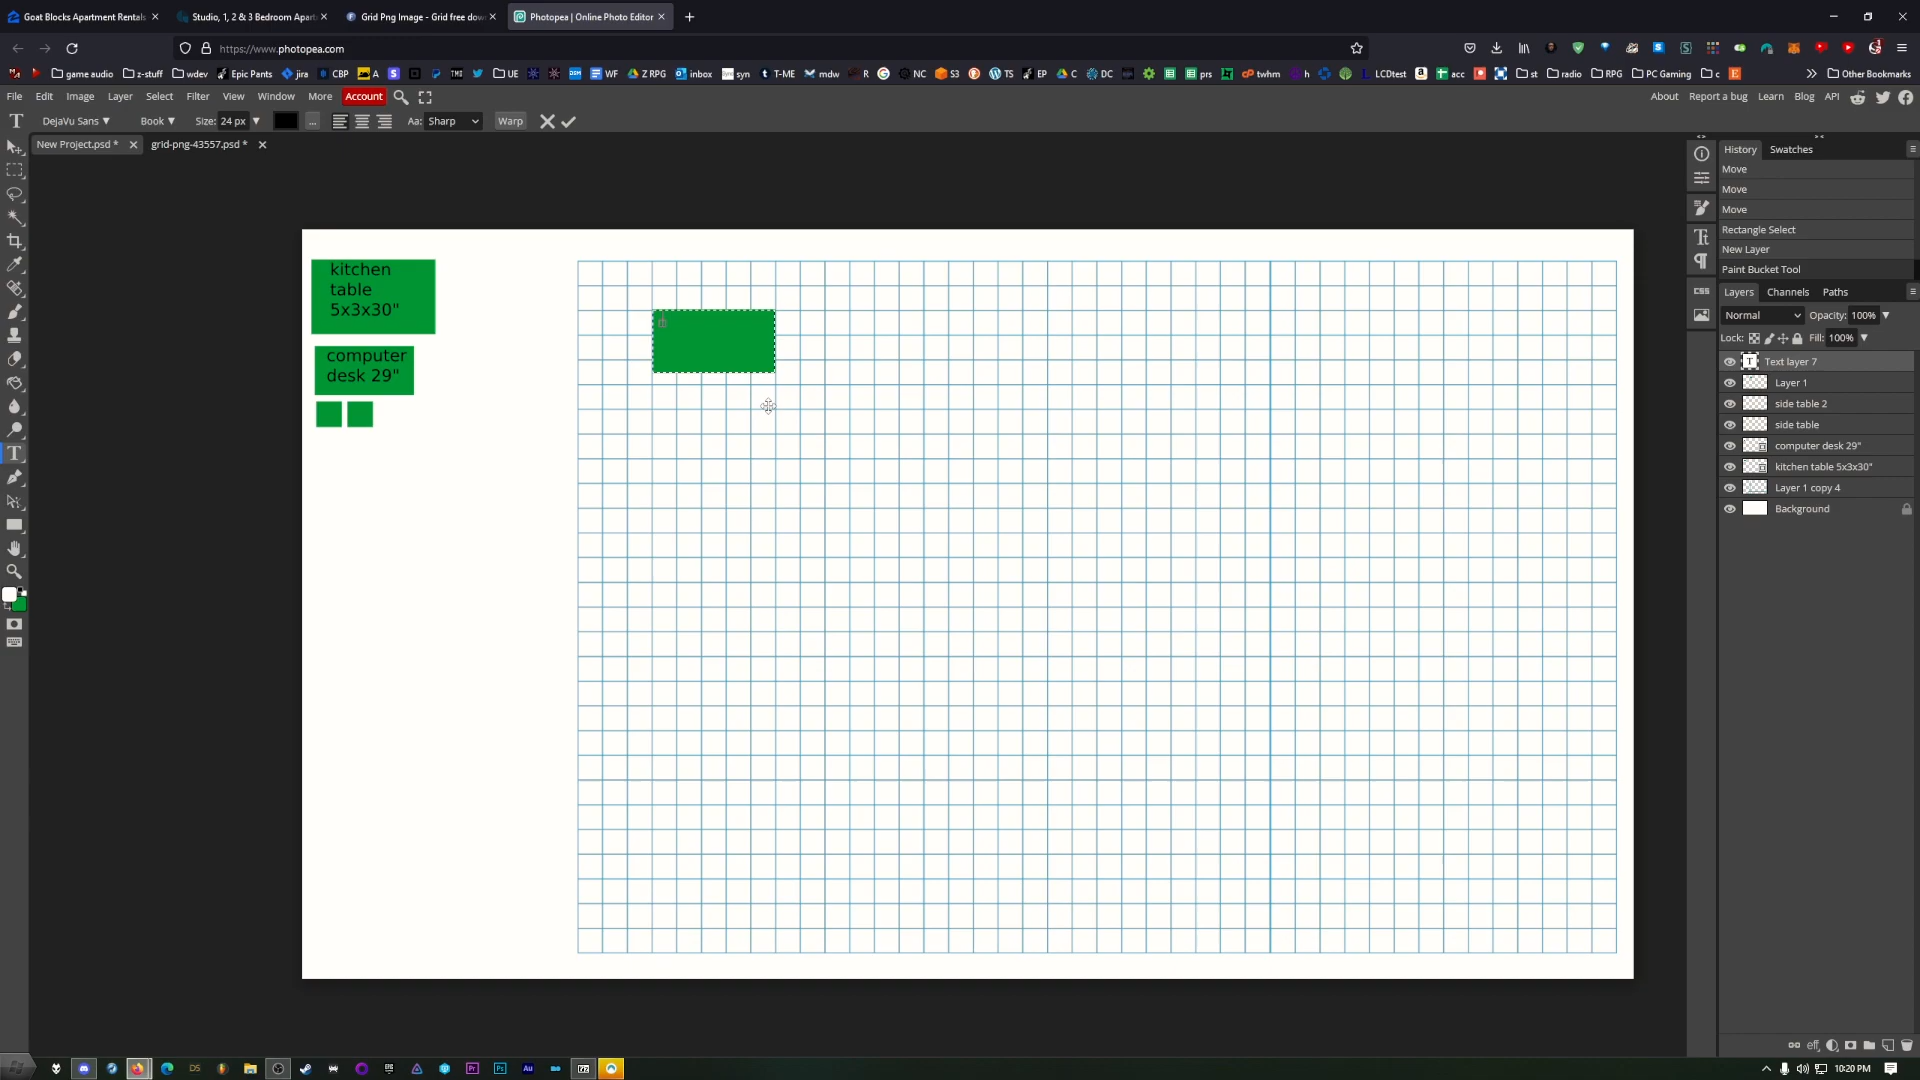 Goat Blocks Apartment Rentals
Studio, 1, 2 & 3 Bedroom Apart
Grid Png Image - Grid free dow
Photopea | Online Photo Editor
https://www.photopea.com
game audio z-stuff wdev Epic Pants jira CBP A UE WF Z RPG inbox syn T-ME mdw R NC S3 TS EP C DC prs twhm h LCDtest acc st radio RPG PC Gaming c Other Bookmarks
File Edit Image Layer Select Filter View Window More Account
About Report a bug Learn Blog API
DejaVu Sans Book Size: 24 px ... Aa: Sharp Warp
New Project.psd * grid-png-43557.psd *
kitchen
table
5x3x30"
computer
desk 29"
History Swatches
Move
Move
Move
Rectangle Select
New Layer
Paint Bucket Tool
Layers Channels Paths
Normal Opacity: 100%
Lock: Fill: 100%
Text layer 7
Layer 1
side table 2
side table
computer desk 29"
kitchen table 5x3x30"
Layer 1 copy 4
Background
CSS
eff
DS Pr Ps Au
10:20 PM